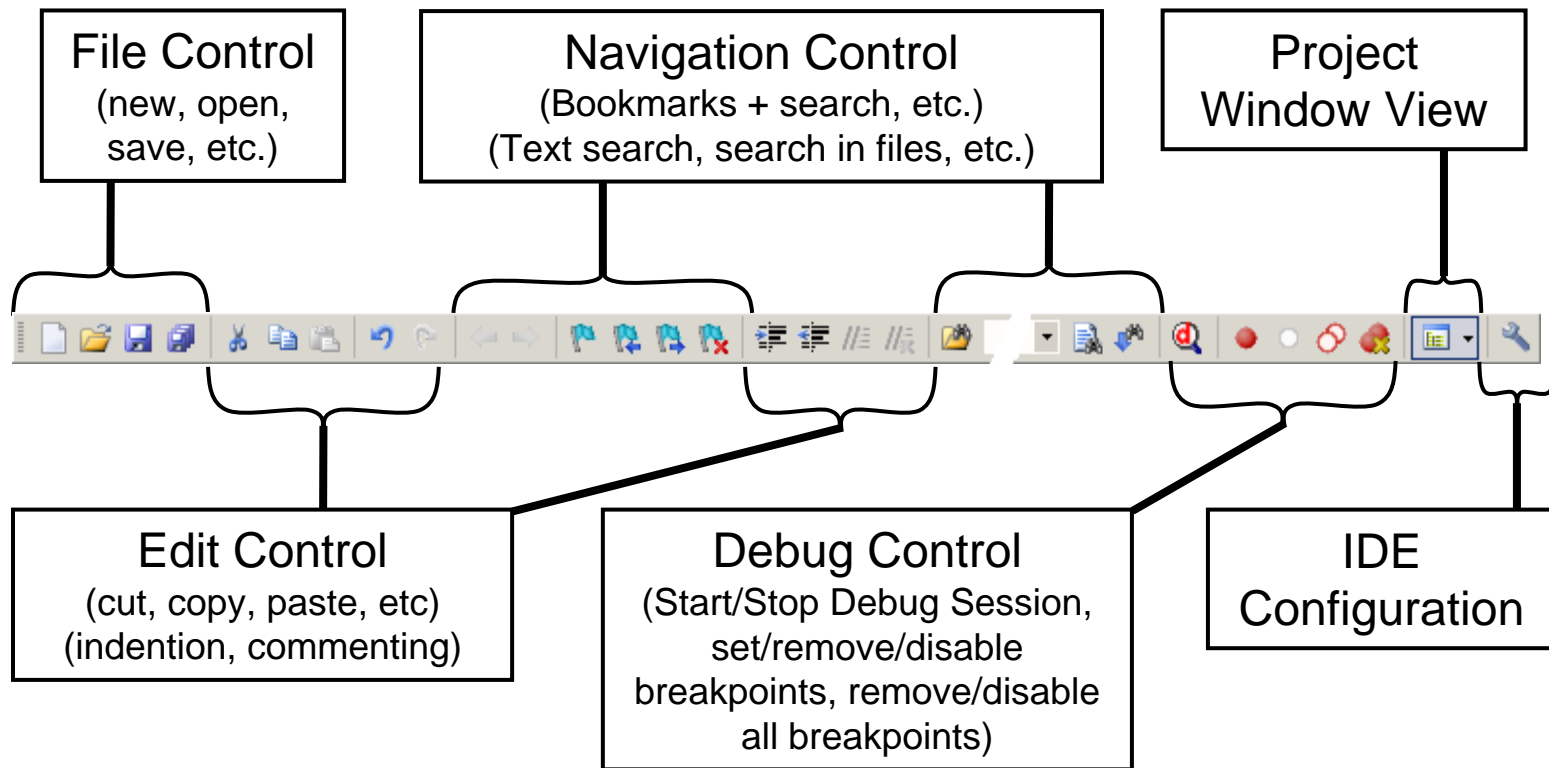 File Control
(new, open,
save, etc.)
Navigation Control
(Bookmarks + search, etc.)
(Text search, search in files, etc.)
Project
Window View
Edit Control
(cut, copy, paste, etc)
(indention, commenting)
Debug Control
(Start/Stop Debug Session,
set/remove/disable
breakpoints, remove/disable
all breakpoints)
IDE
Configuration